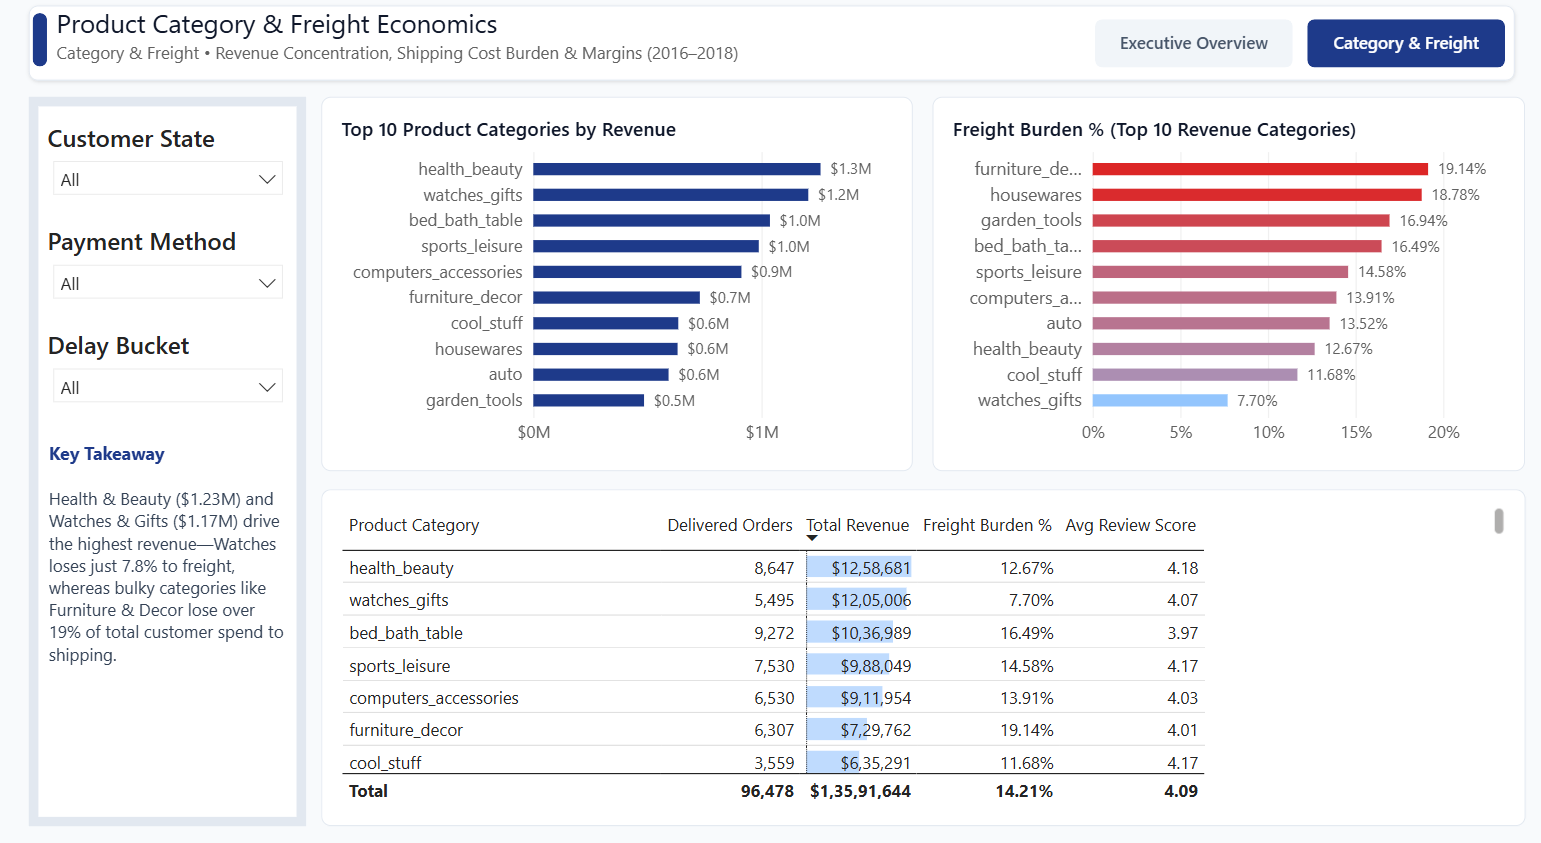 Product Category & Freight Economics
Category & Freight • Revenue Concentration, Shipping Cost Burden & Margins (2016–2018)
Executive Overview
Category & Freight
Customer State
All
Payment Method
All
Delay Bucket
All
Key Takeaway
Health & Beauty ($1.23M) and
Watches & Gifts ($1.17M) drive
the highest revenue—Watches
loses just 7.8% to freight,
whereas bulky categories like
Furniture & Decor lose over
19% of total customer spend to
shipping.
Top 10 Product Categories by Revenue
health_beauty $1.3M
watches_gifts $1.2M
bed_bath_table $1.0M
sports_leisure $1.0M
computers_accessories $0.9M
furniture_decor $0.7M
cool_stuff $0.6M
housewares $0.6M
auto $0.6M
garden_tools $0.5M
$0M $1M
Freight Burden % (Top 10 Revenue Categories)
furniture_de... 19.14%
housewares 18.78%
garden_tools 16.94%
bed_bath_ta... 16.49%
sports_leisure 14.58%
computers_a... 13.91%
auto 13.52%
health_beauty 12.67%
cool_stuff 11.68%
watches_gifts 7.70%
0% 5% 10% 15% 20%
Product Category Delivered Orders Total Revenue Freight Burden % Avg Review Score
health_beauty 8,647 $12,58,681 12.67% 4.18
watches_gifts 5,495 $12,05,006 7.70% 4.07
bed_bath_table 9,272 $10,36,989 16.49% 3.97
sports_leisure 7,530 $9,88,049 14.58% 4.17
computers_accessories 6,530 $9,11,954 13.91% 4.03
furniture_decor 6,307 $7,29,762 19.14% 4.01
cool_stuff 3,559 $6,35,291 11.68% 4.17
Total 96,478 $1,35,91,644 14.21% 4.09